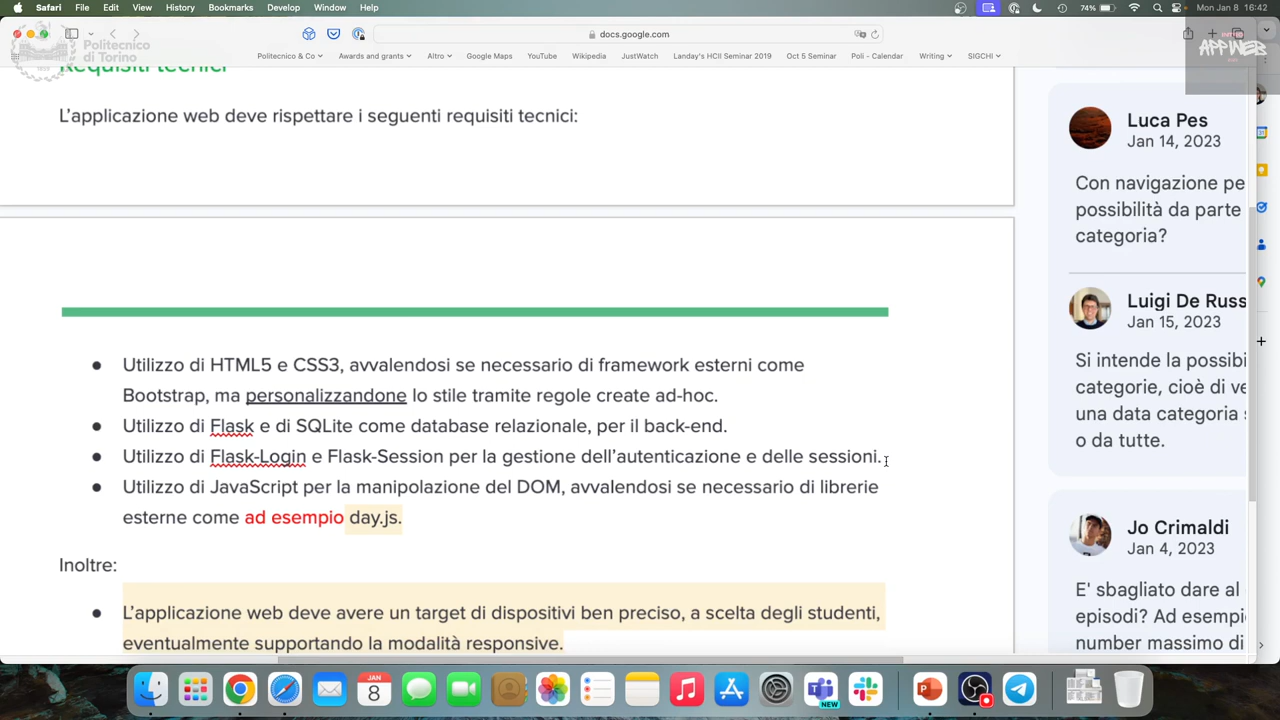 Safari File Edit View History Bookmarks Develop Window Help
74% Mon Jan 8 16:42
Politecnico di Torino
docs.google.com
APPWEB
Politecnico & Co Awards and grants Altro Google Maps YouTube Wikipedia JustWatch Landay's HCII Seminar 2019 Oct 5 Seminar Poli - Calendar Writing SIGCHI
Requisiti tecnici
L'applicazione web deve rispettare i seguenti requisiti tecnici:
Utilizzo di HTML5 e CSS3, avvalendosi se necessario di framework esterni come
Bootstrap, ma personalizzandone lo stile tramite regole create ad-hoc.
Utilizzo di Flask e di SQLite come database relazionale, per il back-end.
Utilizzo di Flask-Login e Flask-Session per la gestione dell'autenticazione e delle sessioni.
Utilizzo di JavaScript per la manipolazione del DOM, avvalendosi se necessario di librerie
esterne come ad esempio day.js.
Inoltre:
L'applicazione web deve avere un target di dispositivi ben preciso, a scelta degli studenti,
eventualmente supportando la modalità responsive.
Luca Pes
Jan 14, 2023
Con navigazione pe
possibilità da parte
categoria?
Luigi De Russ
Jan 15, 2023
Si intende la possibi
categorie, cioè di ve
una data categoria s
o da tutte.
Jo Crimaldi
Jan 4, 2023
E' sbagliato dare al
episodi? Ad esempi
number massimo di
JAN
8
NEW